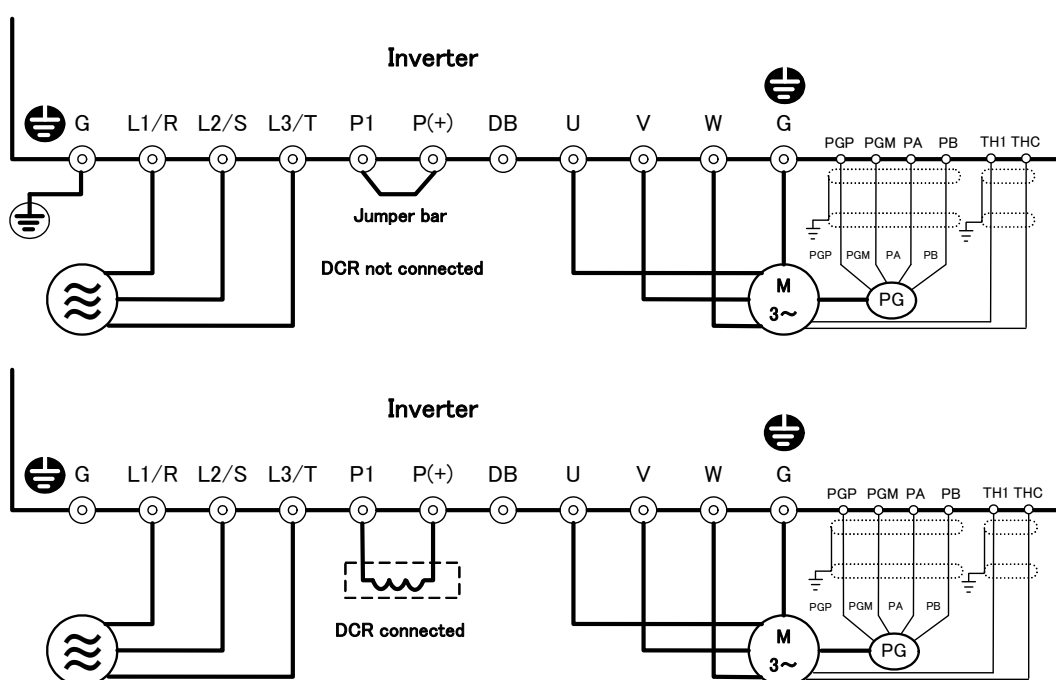 Inverter
G L1/R L2/S L3/T P1 P(+) DB U V W G
PGP PGM PA PB TH1 THC
Jumper bar
DCR not connected
PGP PGM PA PB
M
3~
PG
Inverter
G L1/R L2/S L3/T P1 P(+) DB U V W G
PGP PGM PA PB TH1 THC
DCR connected
PGP PGM PA PB
M
3~
PG